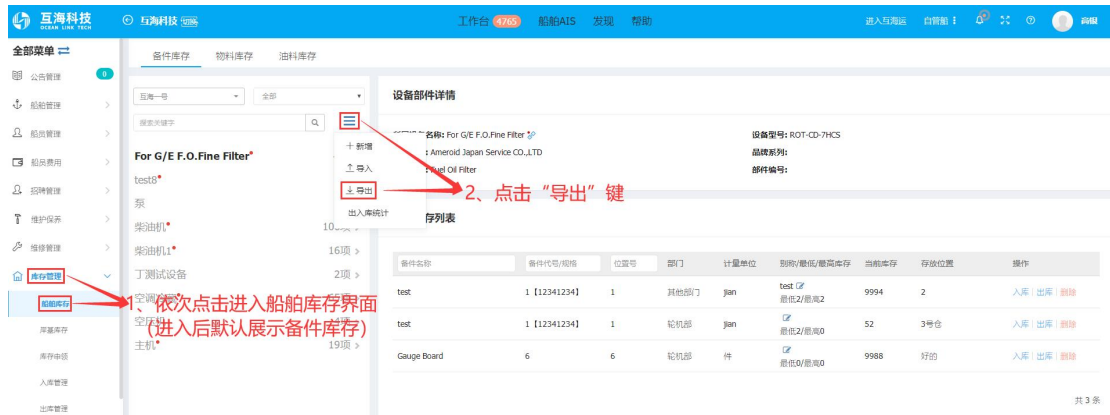 互海科技
OCEAN LINK TECH
互海科技
工作台 4765 船舶AIS 发现 帮助
进入互海运 自管船
全部菜单
公告管理 0
船舶管理
船员管理
船员费用
招聘管理
维护保养
维修管理
库存管理
船舶库存
岸基库存
库存申领
入库管理
出库管理
备件库存 物料库存 油料库存
互海一号 全部
搜索关键字
新增
导入
导出
出入库统计
For G/E F.O.Fine Filter
test8
泵
柴油机
柴油机1 16项
丁测试设备 2项
主机 19项
1、依次点击进入船舶库存界面
(进入后默认展示备件库存)
2、点击“导出”键
设备部件详情
名称: For G/E F.O.Fine Filter 设备型号: ROT-CD-7HCS
: Ameroid Japan Service CO.,LTD 品牌系列:
Fuel Oil Filter 部件编号:
存列表
备件名称 备件代号/规格 位置号 部门 计量单位 别称/最低/最高库存 当前库存 存放位置 操作
test 1【12341234】 1 其他部门 jian test 最低2/最高2 9994 2 入库 出库 删除
test 1【12341234】 1 轮机部 jian 最低2/最高0 52 3号仓 入库 出库 删除
Gauge Board 6 6 轮机部 件 最低0/最高0 9988 好的 入库 出库 删除
共 3 条